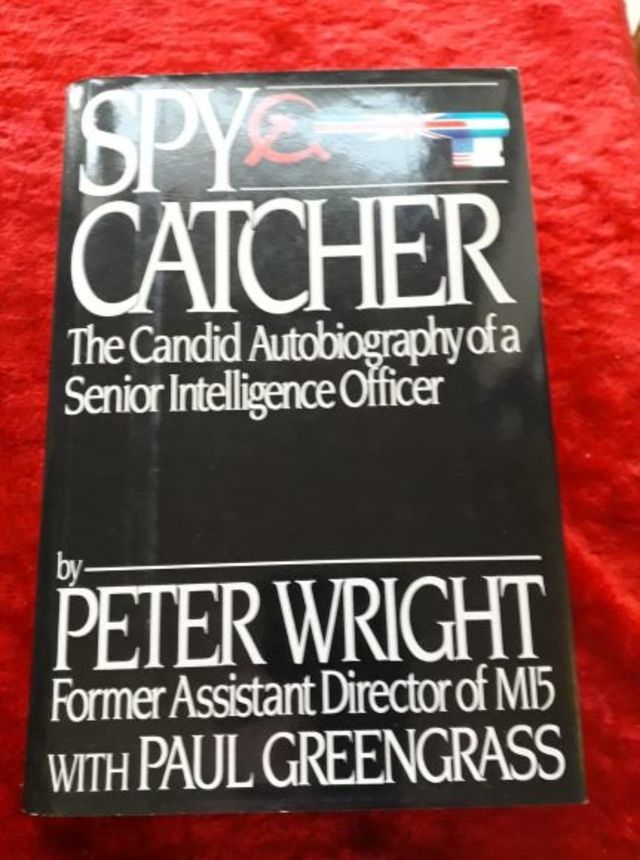 SPY
CATCHER
The Candid Autobiography of a
Senior Intelligence Officer
by
PETER WRIGHT
Former Assistant Director of MI5
WITH PAUL GREENGRASS